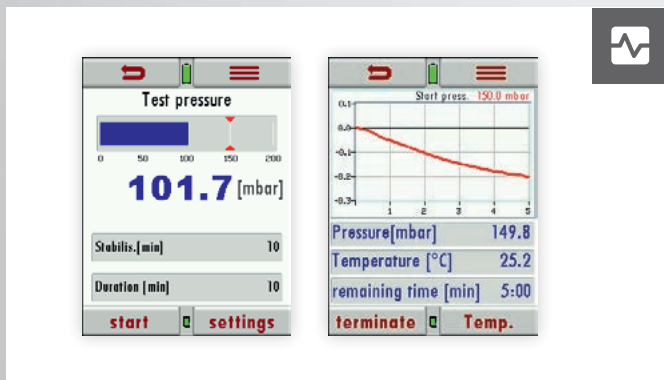 Test pressure
0 50 100 150 200
101.7 [mbar]
Stabilis.[min] 10
Duration [min] 10
start settings
Start press. 150.0 mbar
0.1
0.0
-0.1
-0.2
-0.3
1 2 3 4 5
Pressure[mbar] 149.8
Temperature [°C] 25.2
remaining time [min] 5:00
terminate Temp.